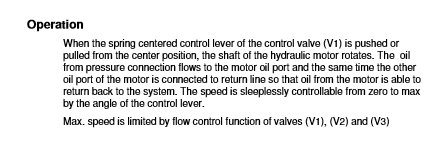 Operation
When the spring centered control lever of the control valve (V1) is pushed or
pulled from the center position, the shaft of the hydraulic motor rotates. The oil
from pressure connection flows to the motor oil port and the same time the other
oil port of the motor is connected to return line so that oil from the motor is able to
return back to the system. The speed is sleeplessly controllable from zero to max
by the angle of the control lever.
Max. speed is limited by flow control function of valves (V1), (V2) and (V3)